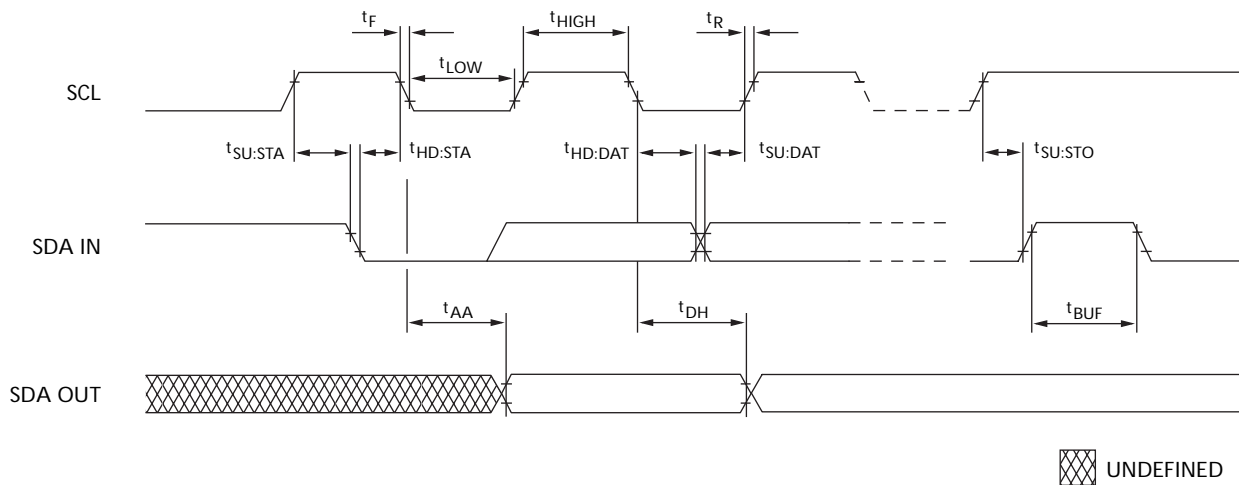 tF
tHIGH
tR
tLOW
SCL
tSU:STA
tHD:STA
tHD:DAT
tSU:DAT
tSU:STO
SDA IN
tAA
tDH
tBUF
SDA OUT
UNDEFINED